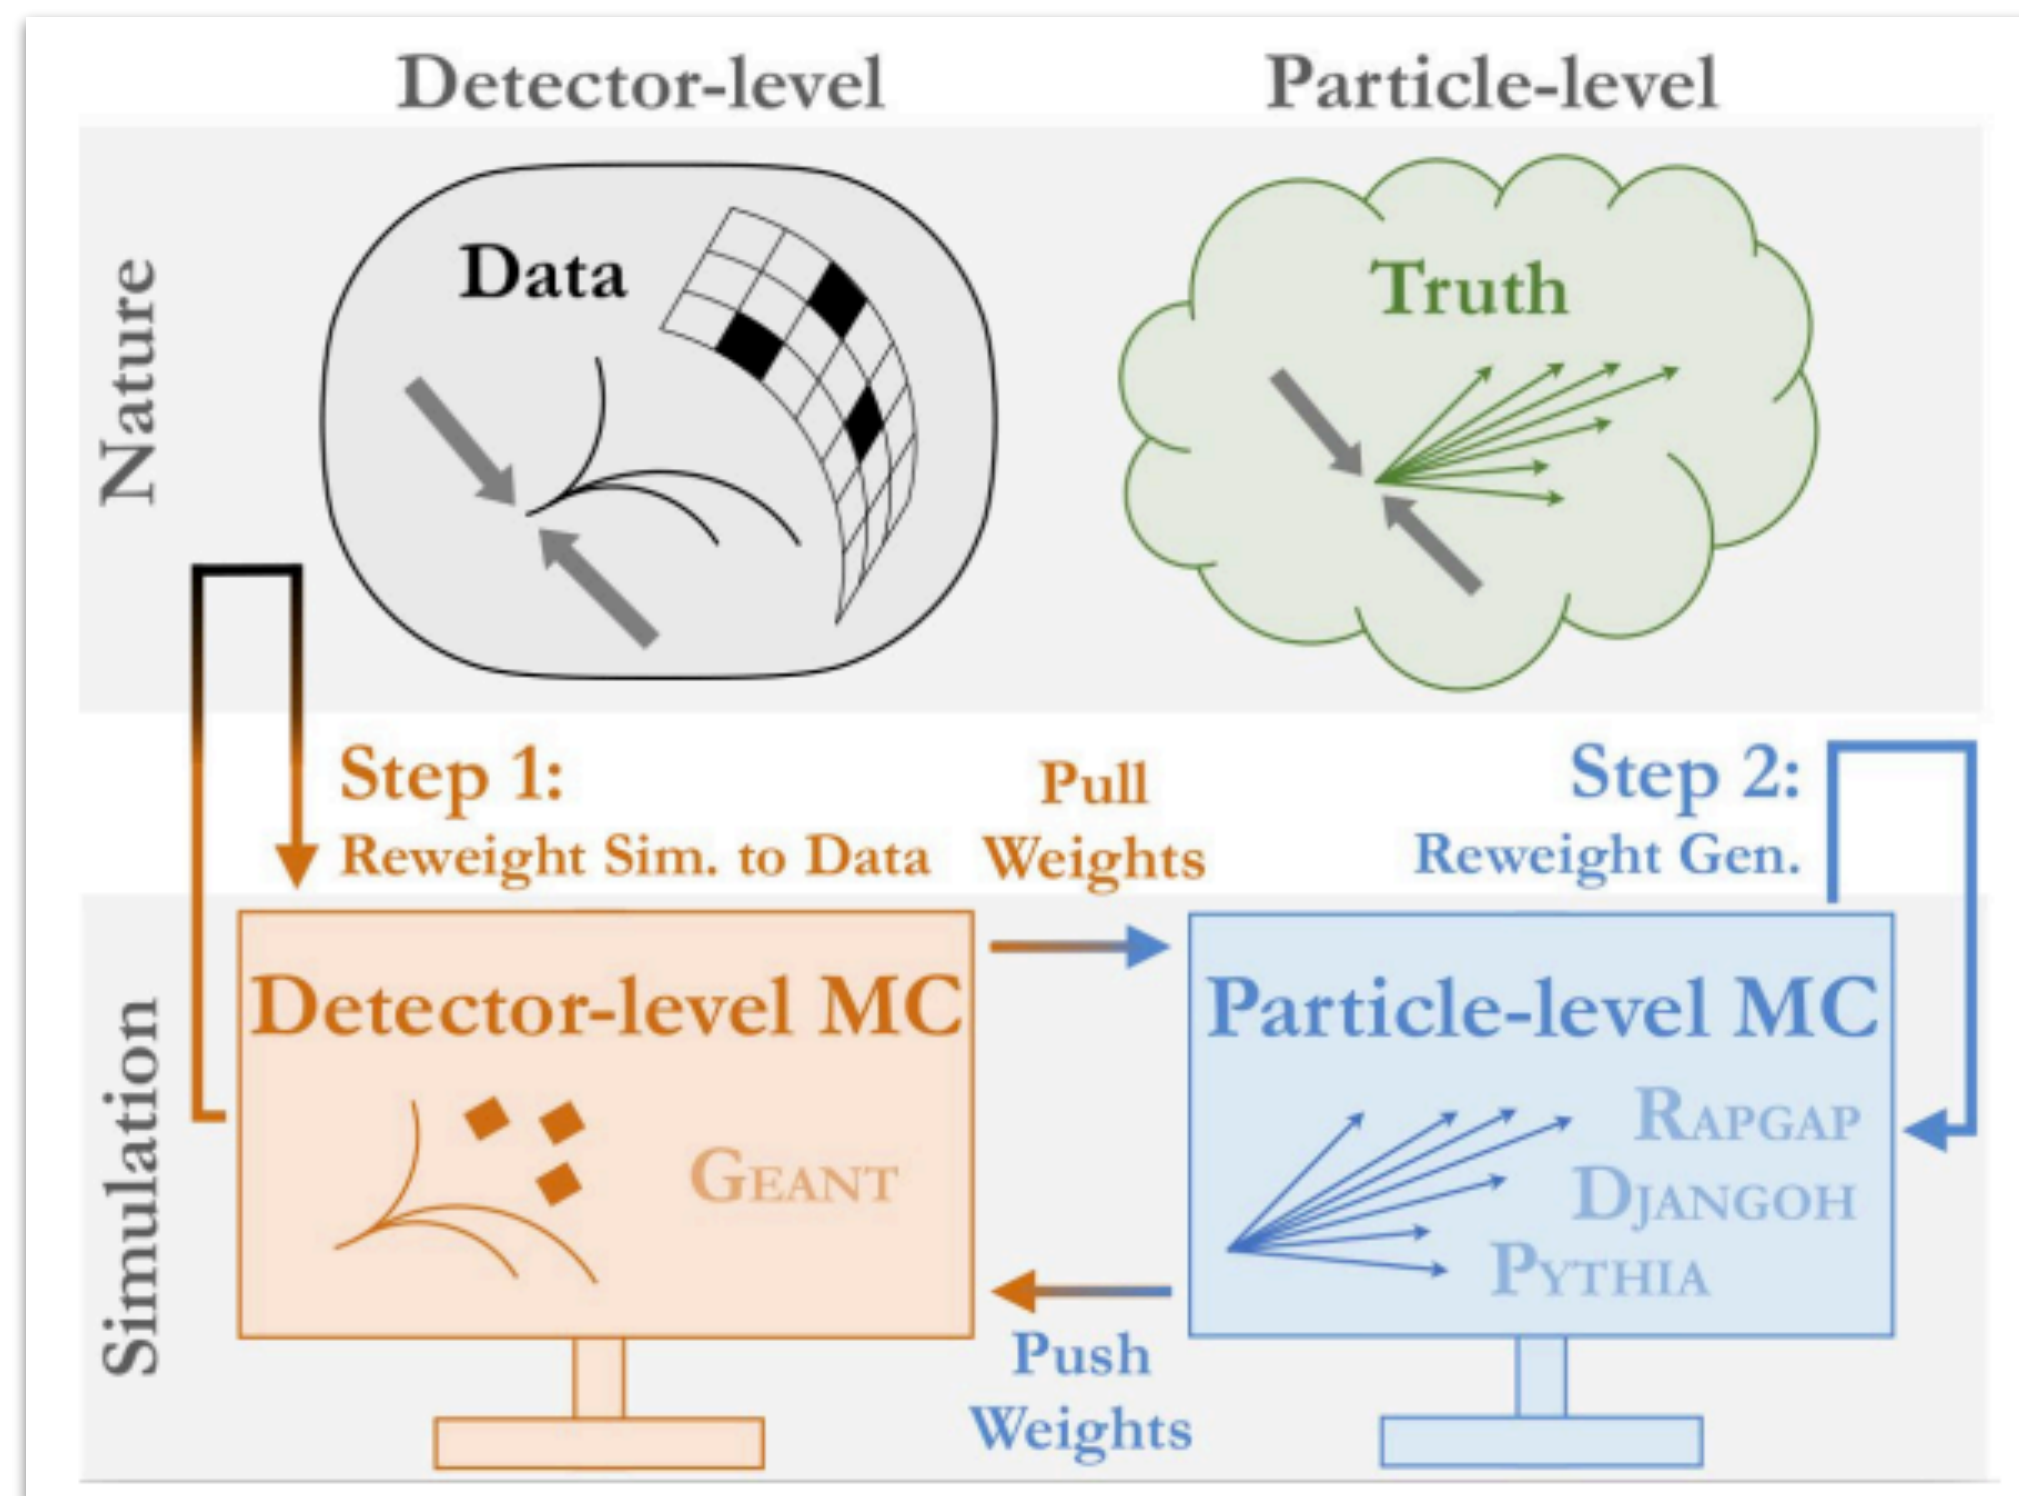 Detector-level
Particle-level
Nature
Data
Truth
Step 1:
Reweight Sim. to Data
Pull
Weights
Step 2:
Reweight Gen.
Simulation
Detector-level MC
GEANT
Particle-level MC
RAPGAP
DJANGOH
PYTHIA
Push
Weights